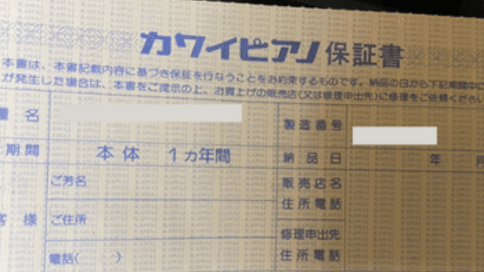 カワイピアノ保証書
本書は、本書記載内容に基づき保証を行なうことをお約束するものです。納品の日から下記期間中に
が発生した場合は、本書をご提示の上、お買上げの販売店(又は修理申出先)に修理をご依頼くださ
種 名
製造番号
期間 本体 1ヵ年間 納品日 年 月
ご芳名 販売店名
住所電話
客様 ご住所
修理申出先
電話( ) 住所電話